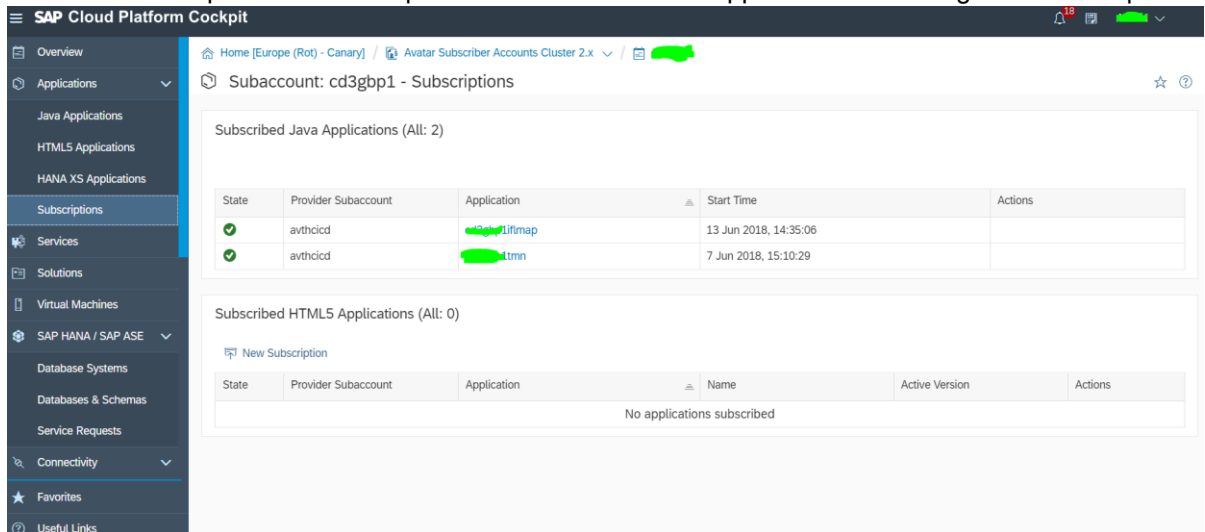 SAP Cloud Platform Cockpit
18
Overview
Home [Europe (Rot) - Canary] / Avatar Subscriber Accounts Cluster 2.x /
Applications
Subaccount: cd3gbp1 - Subscriptions
Java Applications
HTML5 Applications
HANA XS Applications
Subscriptions
Services
Solutions
Virtual Machines
SAP HANA / SAP ASE
Database Systems
Databases & Schemas
Service Requests
Connectivity
Favorites
Useful Links
Subscribed Java Applications (All: 2)
State Provider Subaccount Application Start Time Actions
avthcicd 1iflmap 13 Jun 2018, 14:35:06
avthcicd 1tmn 7 Jun 2018, 15:10:29
Subscribed HTML5 Applications (All: 0)
New Subscription
State Provider Subaccount Application Name Active Version Actions
No applications subscribed